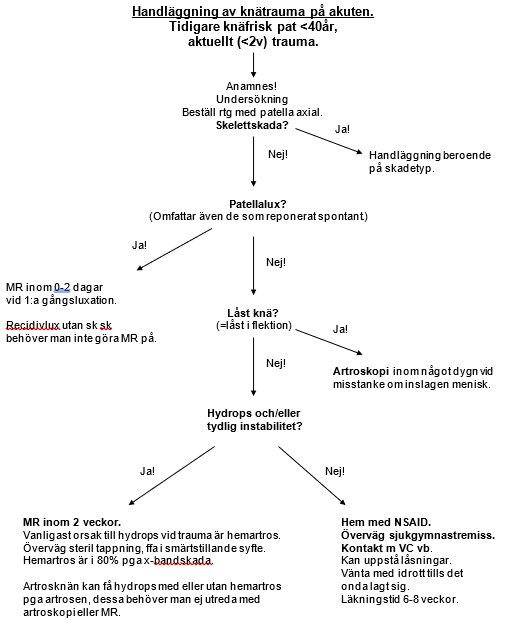 Handläggning av knätrauma på akuten.
Tidigare knäfrisk pat <40år,
aktuellt (<2v) trauma.
Anamnes!
Undersökning
Beställ rtg med patella axial.
Skelettskada?
Ja!
Nej!
Handläggning beroende
på skadetyp.
Patellalux?
(Omfattar även de som reponerat spontant.)
Ja!
Nej!
MR inom 0-2 dagar
vid 1:a gångsluxation.
Recidivlux utan sk sk
behöver man inte göra MR på.
Låst knä?
(=låst i flektion)
Ja!
Nej!
Artroskopi inom något dygn vid
misstanke om inslagen menisk.
Hydrops och/eller
tydlig instabilitet?
Ja!
Nej!
MR inom 2 veckor.
Vanligast orsak till hydrops vid trauma är hemartros.
Överväg steril tappning, ffa i smärtstillande syfte.
Hemartros är i 80% pga x-bandskada.
Artrosknän kan få hydrops med eller utan hemartros
pga artrosen, dessa behöver man ej utreda med
artroskopi eller MR.
Hem med NSAID.
Överväg sjukgymnastremiss.
Kontakt m VC vb.
Kan uppstå låsningar.
Vänta med idrott tills det
onda lagt sig.
Läkningstid 6-8 veckor.